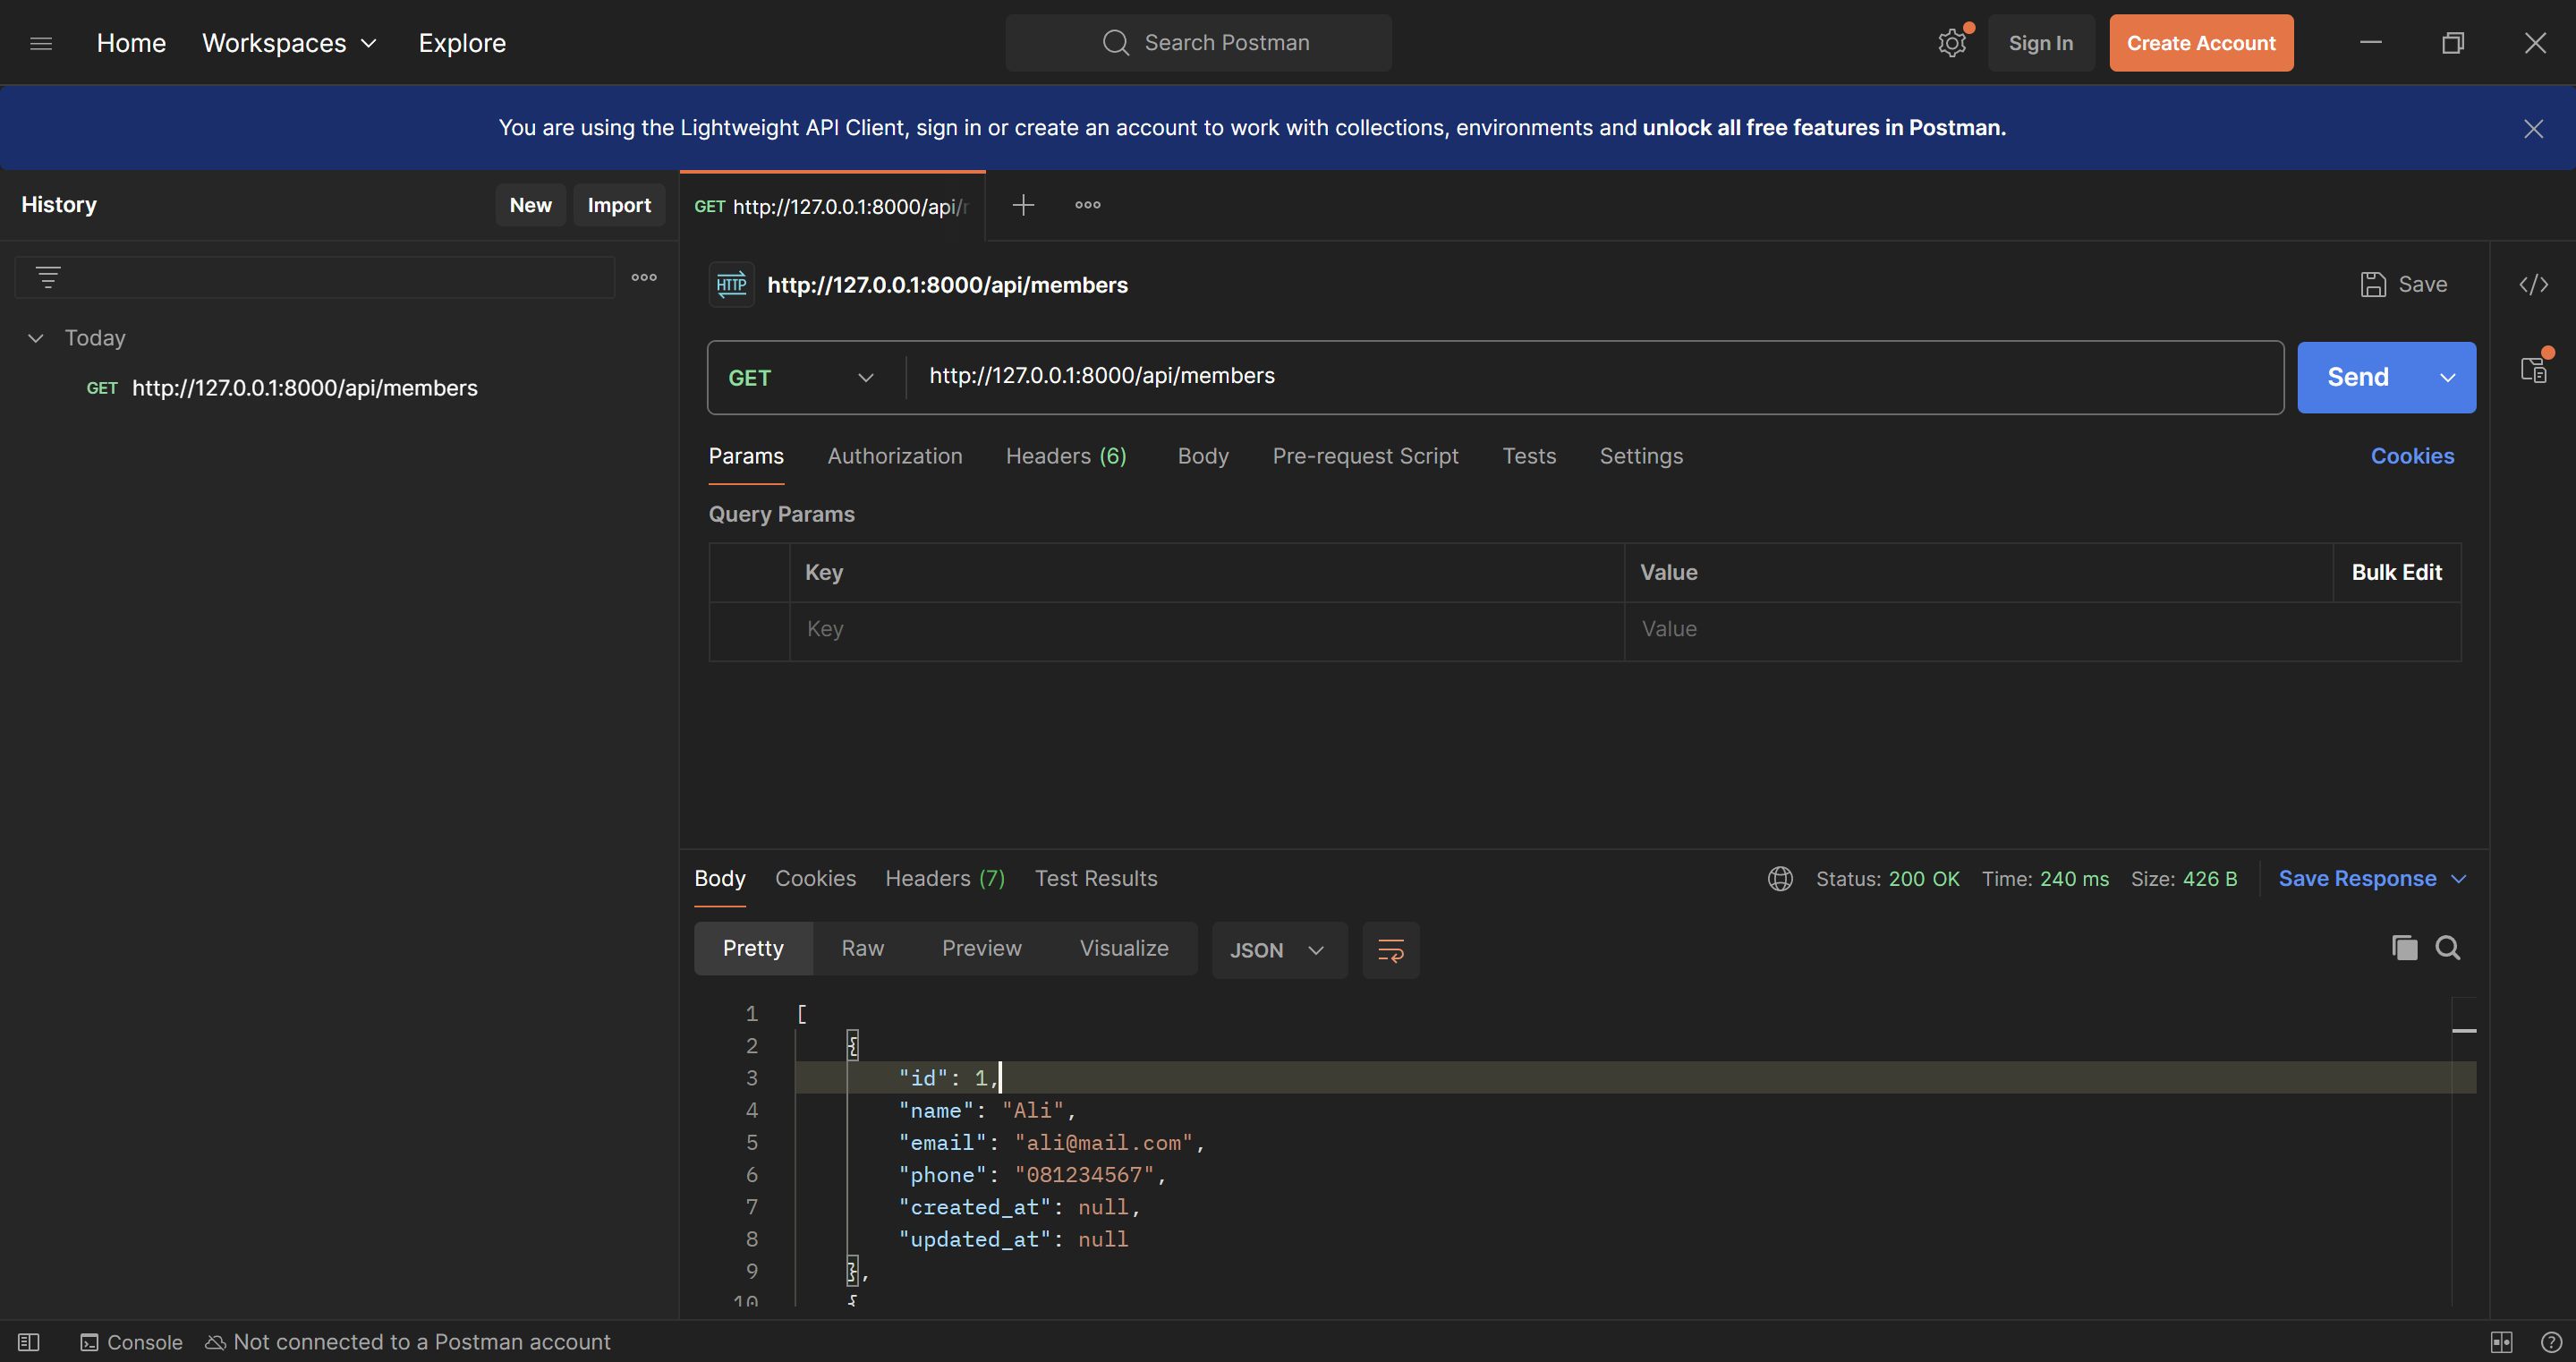 Home Workspaces Explore Search Postman Sign In Create Account
You are using the Lightweight API Client, sign in or create an account to work with collections, environments and unlock all free features in Postman.
History New Import
GET http://127.0.0.1:8000/api/
Today
GET http://127.0.0.1:8000/api/members
HTTP http://127.0.0.1:8000/api/members Save
GET http://127.0.0.1:8000/api/members Send
Params Authorization Headers (6) Body Pre-request Script Tests Settings Cookies
Query Params
Key Value Bulk Edit
Key Value
Body Cookies Headers (7) Test Results Status: 200 OK Time: 240 ms Size: 426 B Save Response
Pretty Raw Preview Visualize JSON
1 [
2 {
3 "id": 1,
4 "name": "Ali",
5 "email": "ali@mail.com",
6 "phone": "081234567",
7 "created_at": null,
8 "updated_at": null
9 },
10 {
Console Not connected to a Postman account